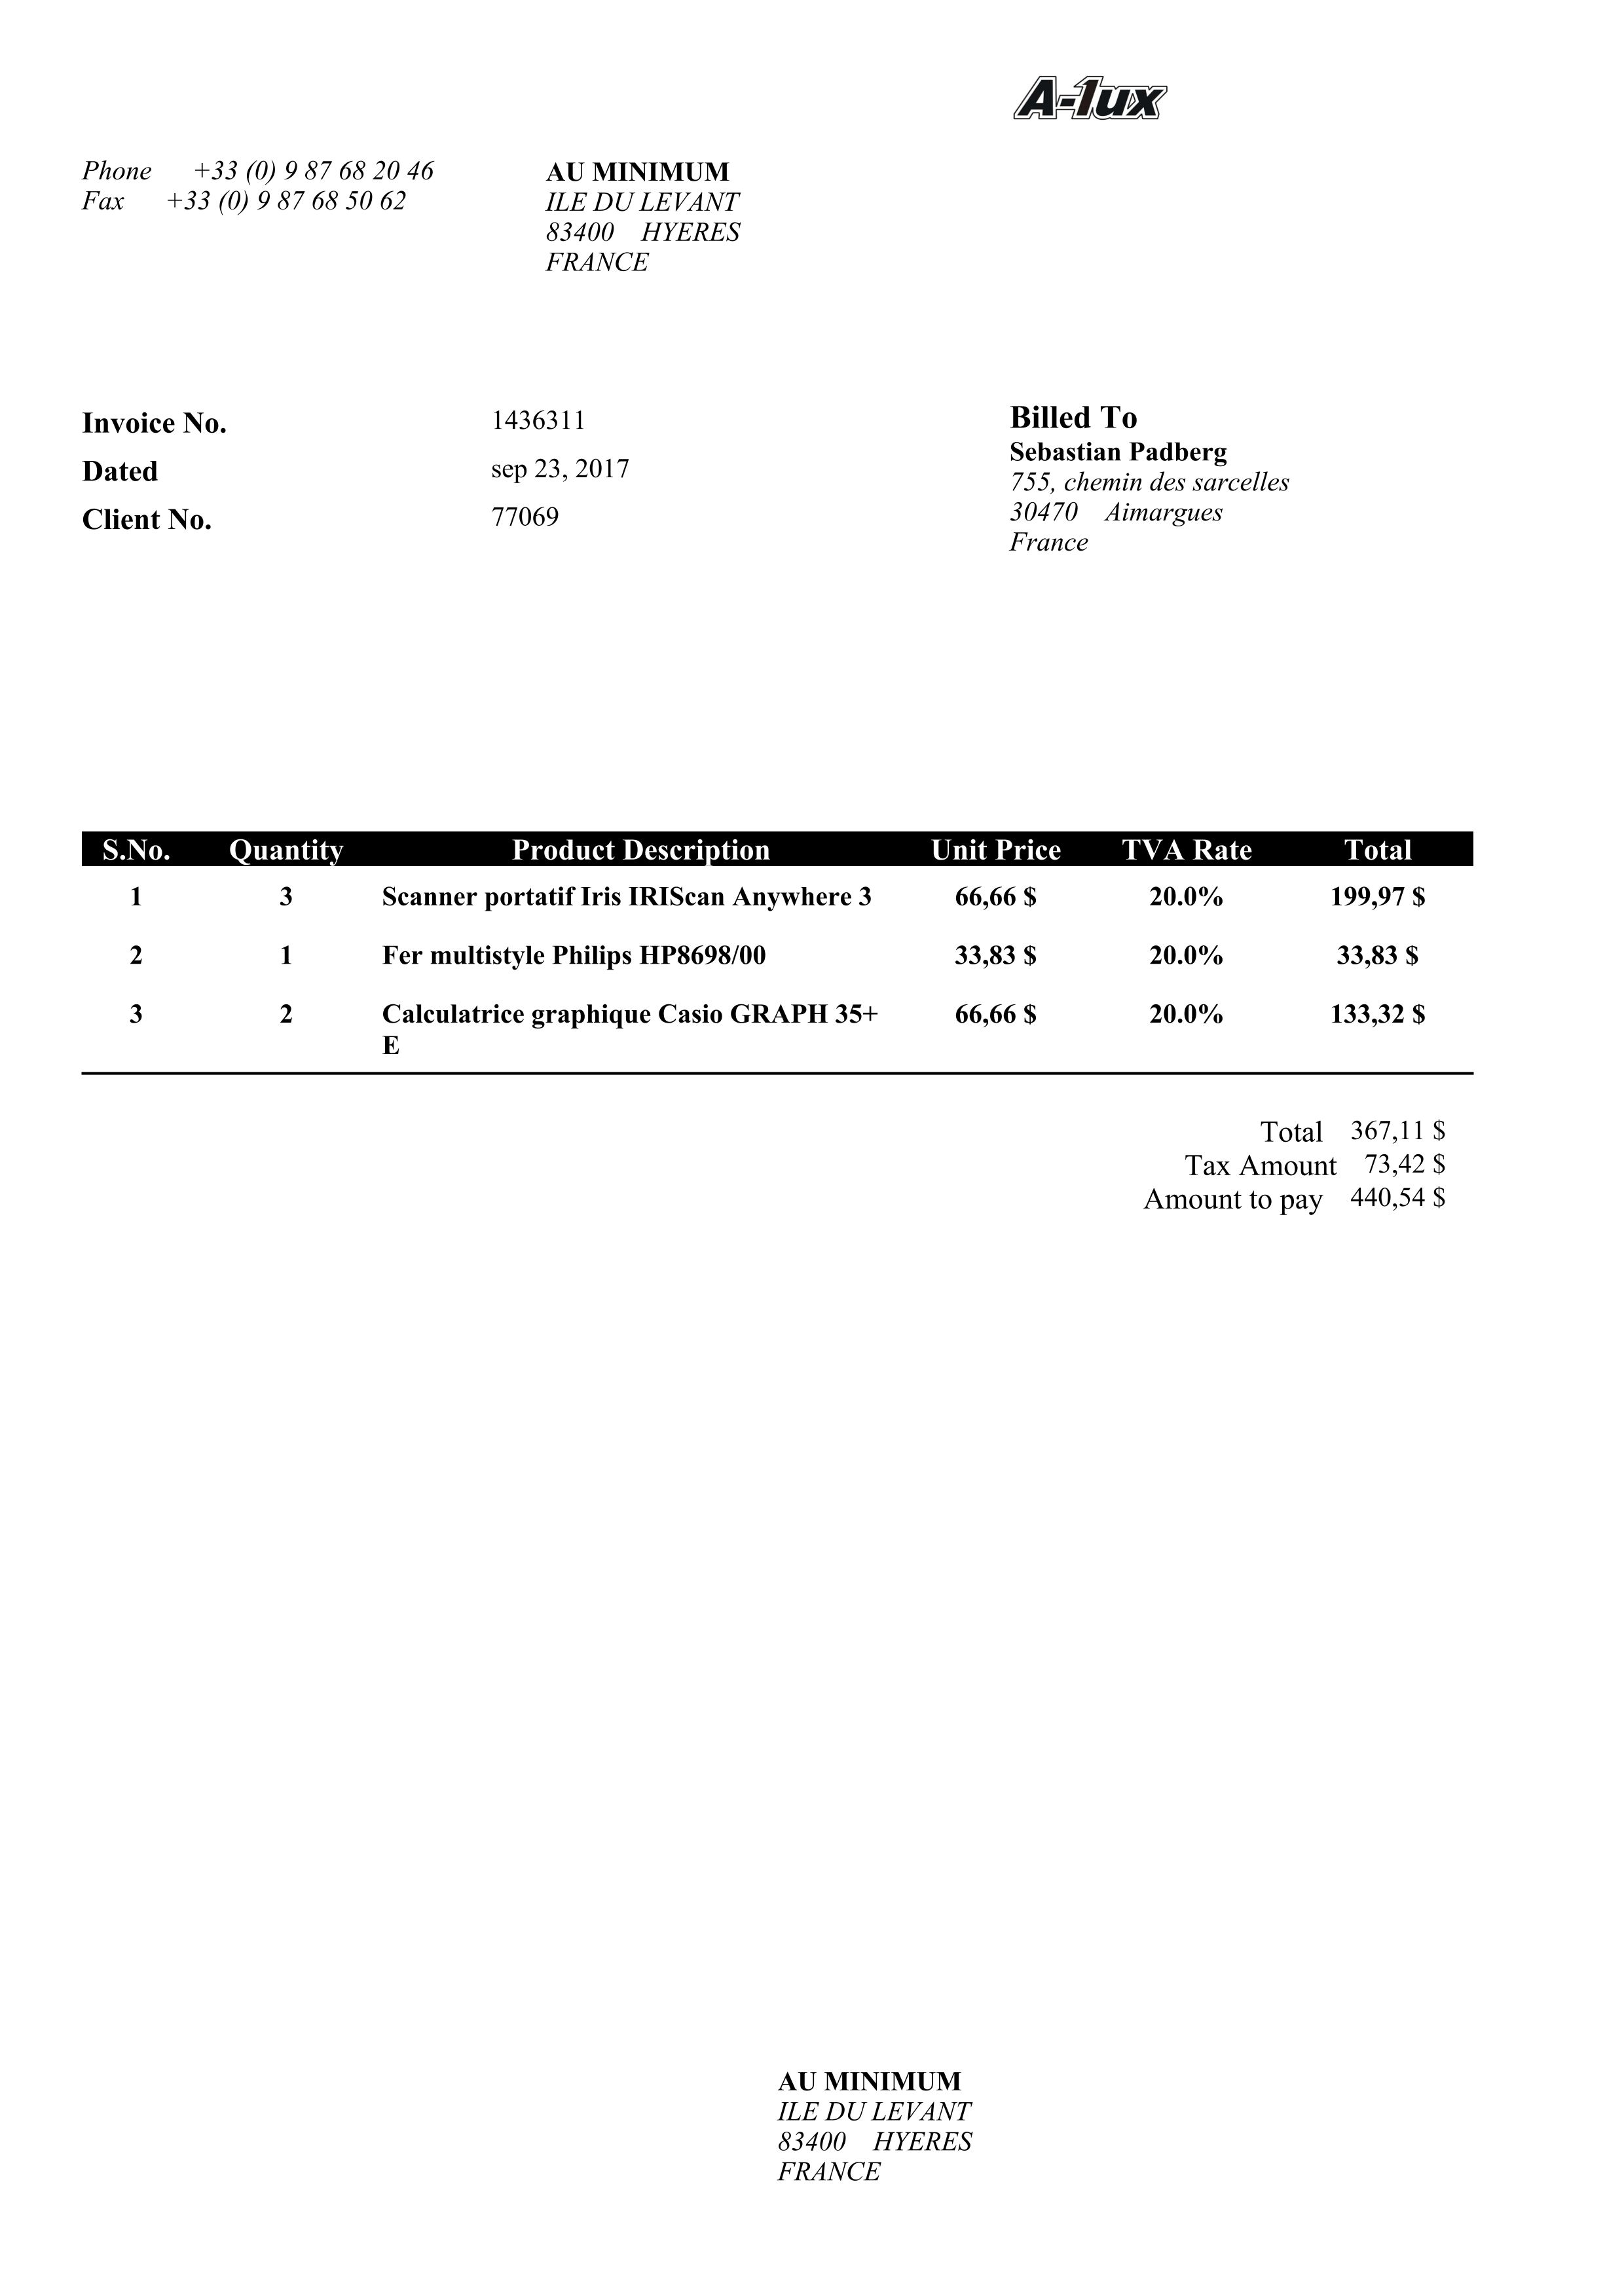 A-1ux
Phone +33 (0) 9 87 68 20 46
Fax +33 (0) 9 87 68 50 62
AU MINIMUM
ILE DU LEVANT
83400 HYERES
FRANCE
Invoice No. 1436311
Dated sep 23, 2017
Client No. 77069
Billed To
Sebastian Padberg
755, chemin des sarcelles
30470 Aimargues
France
S.No. Quantity Product Description Unit Price TVA Rate Total
1 3 Scanner portatif Iris IRIScan Anywhere 3 66,66 $ 20.0% 199,97 $
2 1 Fer multistyle Philips HP8698/00 33,83 $ 20.0% 33,83 $
3 2 Calculatrice graphique Casio GRAPH 35+ 66,66 $ 20.0% 133,32 $
E
Total 367,11 $
Tax Amount 73,42 $
Amount to pay 440,54 $
AU MINIMUM
ILE DU LEVANT
83400 HYERES
FRANCE